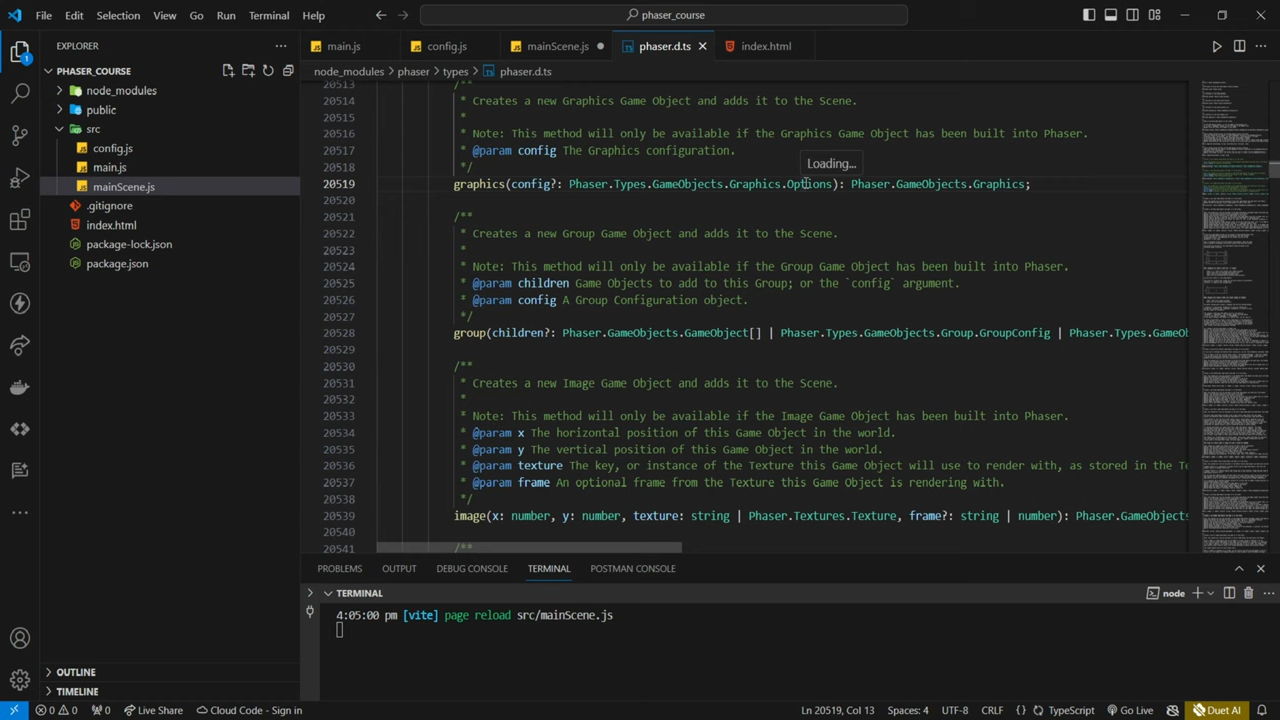 File Edit Selection View Go Run Terminal Help
phaser_course
EXPLORER
main.js
config.js
mainScene.js
phaser.d.ts
index.html
PHASER_COURSE
node_modules
public
src
config.js
main.js
mainScene.js
.gitignore
index.html
package-lock.json
package.json
OUTLINE
TIMELINE
node_modules > phaser > types > phaser.d.ts
20513 /**
20514 * Creates a new Graphics Game Object and adds it to the Scene.
20515 *
20516 * Note: This method will only be available if the Graphics Game Object has been built into Phaser.
20517 * @param config The Graphics configuration.
20518 */
Loading...
20519 graphics(config?: Phaser.Types.GameObjects.Graphics.Options): Phaser.GameObjects.Graphics;
20520
20521 /**
20522 * Creates a new Group Game Object and adds it to the Scene.
20523 *
20524 * Note: This method will only be available if the Group Game Object has been built into Phaser.
20525 * @param children Game Objects to add to this Group; or the `config` argument.
20526 * @param config A Group Configuration object.
20527 */
20528 group(children?: Phaser.GameObjects.GameObject[] | Phaser.Types.GameObjects.Group.GroupConfig | Phaser.Types.GameO
20529
20530 /**
20531 * Creates a new Image Game Object and adds it to the Scene.
20532 *
20533 * Note: This method will only be available if the Image Game Object has been built into Phaser.
20534 * @param x The horizontal position of this Game Object in the world.
20535 * @param y The vertical position of this Game Object in the world.
20536 * @param texture The key, or instance of the Texture this Game Object will use to render with, as stored in the Te
20537 * @param frame An optional frame from the Texture this Game Object is rendering with.
20538 */
20539 image(x: number, y: number, texture: string | Phaser.Textures.Texture, frame?: string | number): Phaser.GameObjects
20540
20541 /**
PROBLEMS OUTPUT DEBUG CONSOLE TERMINAL POSTMAN CONSOLE
TERMINAL
node
4:05:00 pm [vite] page reload src/mainScene.js
0 0 0 Live Share Cloud Code - Sign in
Ln 20519, Col 13 Spaces: 4 UTF-8 CRLF {} TypeScript Go Live Duet AI